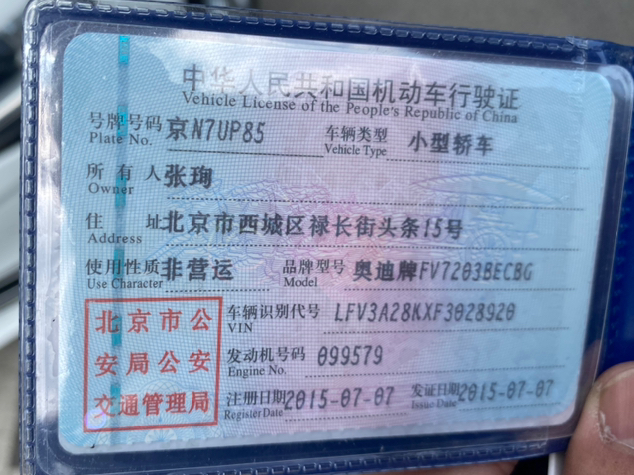 中华人民共和国机动车行驶证
Vehicle License of the People's Republic of China
号牌号码 京N7UP85 车辆类型 小型轿车
Plate No. Vehicle Type
所有人 张珣
Owner
住址 北京市西城区禄长街头条15号
Address
使用性质 非营运 品牌型号 奥迪牌FV7203BECBG
Use Character Model
北京市公 车辆识别代号 LFV3A28KXF3028920
VIN
安局公安 发动机号码 099579
Engine No.
交通管理局 注册日期 2015-07-07 发证日期 2015-07-07
Register Date Issue Date